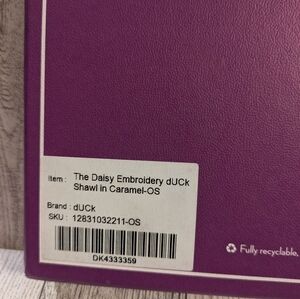 Item : The Daisy Embroidery dUCk
Shawl in Caramel-OS
Brand : dUCk
SKU : 12831032211-OS
DK4333359
Fully recyclable.